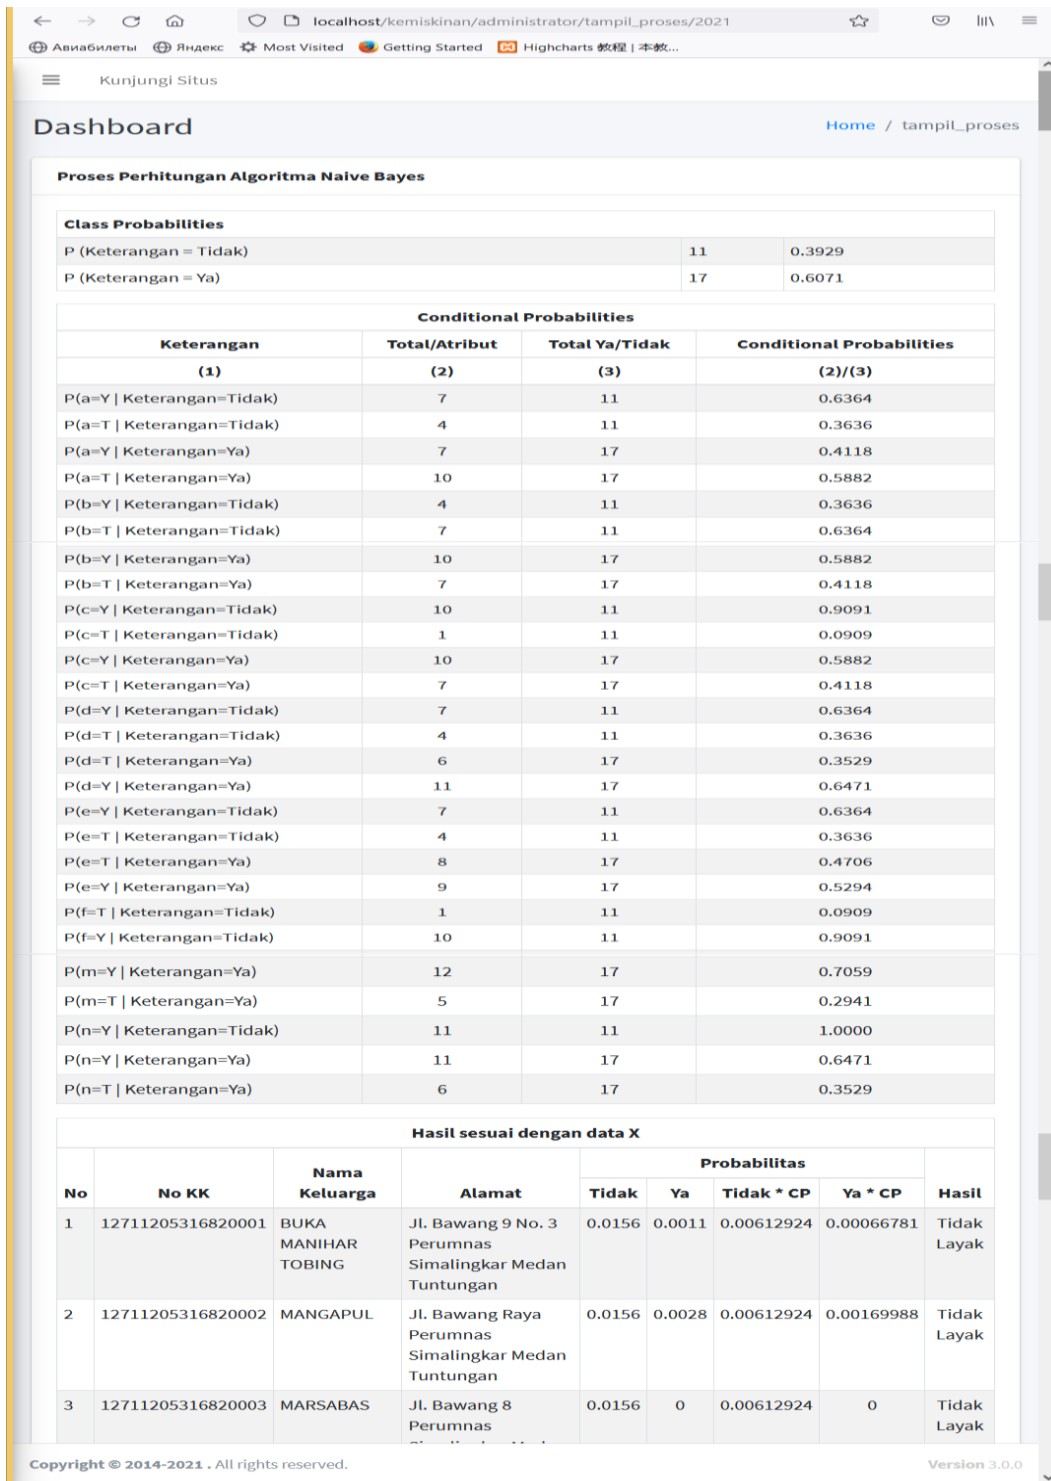 localhost/kemiskinan/administrator/tampil_proses/2021
Авиабилеты Яндекс Most Visited Getting Started Highcharts 教程 | 本教...
Kunjungi Situs
Dashboard Home / tampil_proses
Proses Perhitungan Algoritma Naive Bayes
Class Probabilities
P (Keterangan = Tidak) 11 0.3929
P (Keterangan = Ya) 17 0.6071
Conditional Probabilities
Keterangan Total/Atribut Total Ya/Tidak Conditional Probabilities
(1) (2) (3) (2)/(3)
P(a=Y | Keterangan=Tidak) 7 11 0.6364
P(a=T | Keterangan=Tidak) 4 11 0.3636
P(a=Y | Keterangan=Ya) 7 17 0.4118
P(a=T | Keterangan=Ya) 10 17 0.5882
P(b=Y | Keterangan=Tidak) 4 11 0.3636
P(b=T | Keterangan=Tidak) 7 11 0.6364
P(b=Y | Keterangan=Ya) 10 17 0.5882
P(b=T | Keterangan=Ya) 7 17 0.4118
P(c=Y | Keterangan=Tidak) 10 11 0.9091
P(c=T | Keterangan=Tidak) 1 11 0.0909
P(c=Y | Keterangan=Ya) 10 17 0.5882
P(c=T | Keterangan=Ya) 7 17 0.4118
P(d=Y | Keterangan=Tidak) 7 11 0.6364
P(d=T | Keterangan=Tidak) 4 11 0.3636
P(d=T | Keterangan=Ya) 6 17 0.3529
P(d=Y | Keterangan=Ya) 11 17 0.6471
P(e=Y | Keterangan=Tidak) 7 11 0.6364
P(e=T | Keterangan=Tidak) 4 11 0.3636
P(e=T | Keterangan=Ya) 8 17 0.4706
P(e=Y | Keterangan=Ya) 9 17 0.5294
P(f=T | Keterangan=Tidak) 1 11 0.0909
P(f=Y | Keterangan=Tidak) 10 11 0.9091
P(m=Y | Keterangan=Ya) 12 17 0.7059
P(m=T | Keterangan=Ya) 5 17 0.2941
P(n=Y | Keterangan=Tidak) 11 11 1.0000
P(n=Y | Keterangan=Ya) 11 17 0.6471
P(n=T | Keterangan=Ya) 6 17 0.3529
Hasil sesuai dengan data X
No No KK Nama Keluarga Alamat Probabilitas Hasil
Tidak Ya Tidak * CP Ya * CP
1 12711205316820001 BUKA Jl. Bawang 9 No. 3 0.0156 0.0011 0.00612924 0.00066781 Tidak
MANIHAR Perumnas Layak
TOBING Simalingkar Medan
Tuntungan
2 12711205316820002 MANGAPUL Jl. Bawang Raya 0.0156 0.0028 0.00612924 0.00169988 Tidak
Perumnas Layak
Simalingkar Medan
Tuntungan
3 12711205316820003 MARSABAS Jl. Bawang 8 0.0156 0 0.00612924 0 Tidak
Perumnas Layak
Copyright © 2014-2021 . All rights reserved. Version 3.0.0